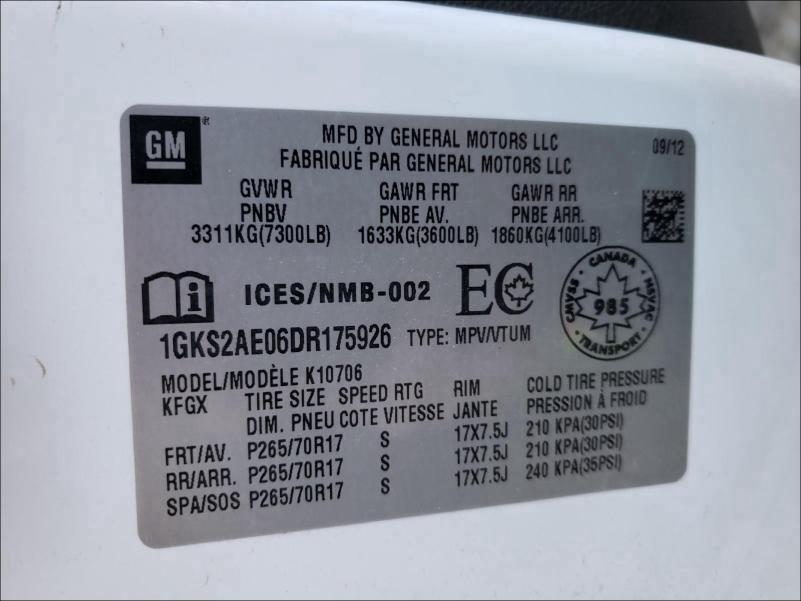 GM
MFD BY GENERAL MOTORS LLC
FABRIQUÉ PAR GENERAL MOTORS LLC
09/12
GVWR GAWR FRT GAWR RR
PNBV PNBE AV. PNBE ARR.
3311KG(7300LB) 1633KG(3600LB) 1860KG(4100LB)
i ICES/NMB-002 EC
CANADA
CMVSS 985 NSVAC
TRANSPORT
1GKS2AE06DR175926 TYPE: MPV/VTUM
MODEL/MODÈLE K10706
KFGX TIRE SIZE SPEED RTG RIM COLD TIRE PRESSURE
DIM. PNEU COTE VITESSE JANTE PRESSION À FROID
FRT/AV. P265/70R17 S 17X7.5J 210 KPA(30PSI)
RR/ARR. P265/70R17 S 17X7.5J 210 KPA(30PSI)
SPA/SOS P265/70R17 S 17X7.5J 240 KPA(35PSI)